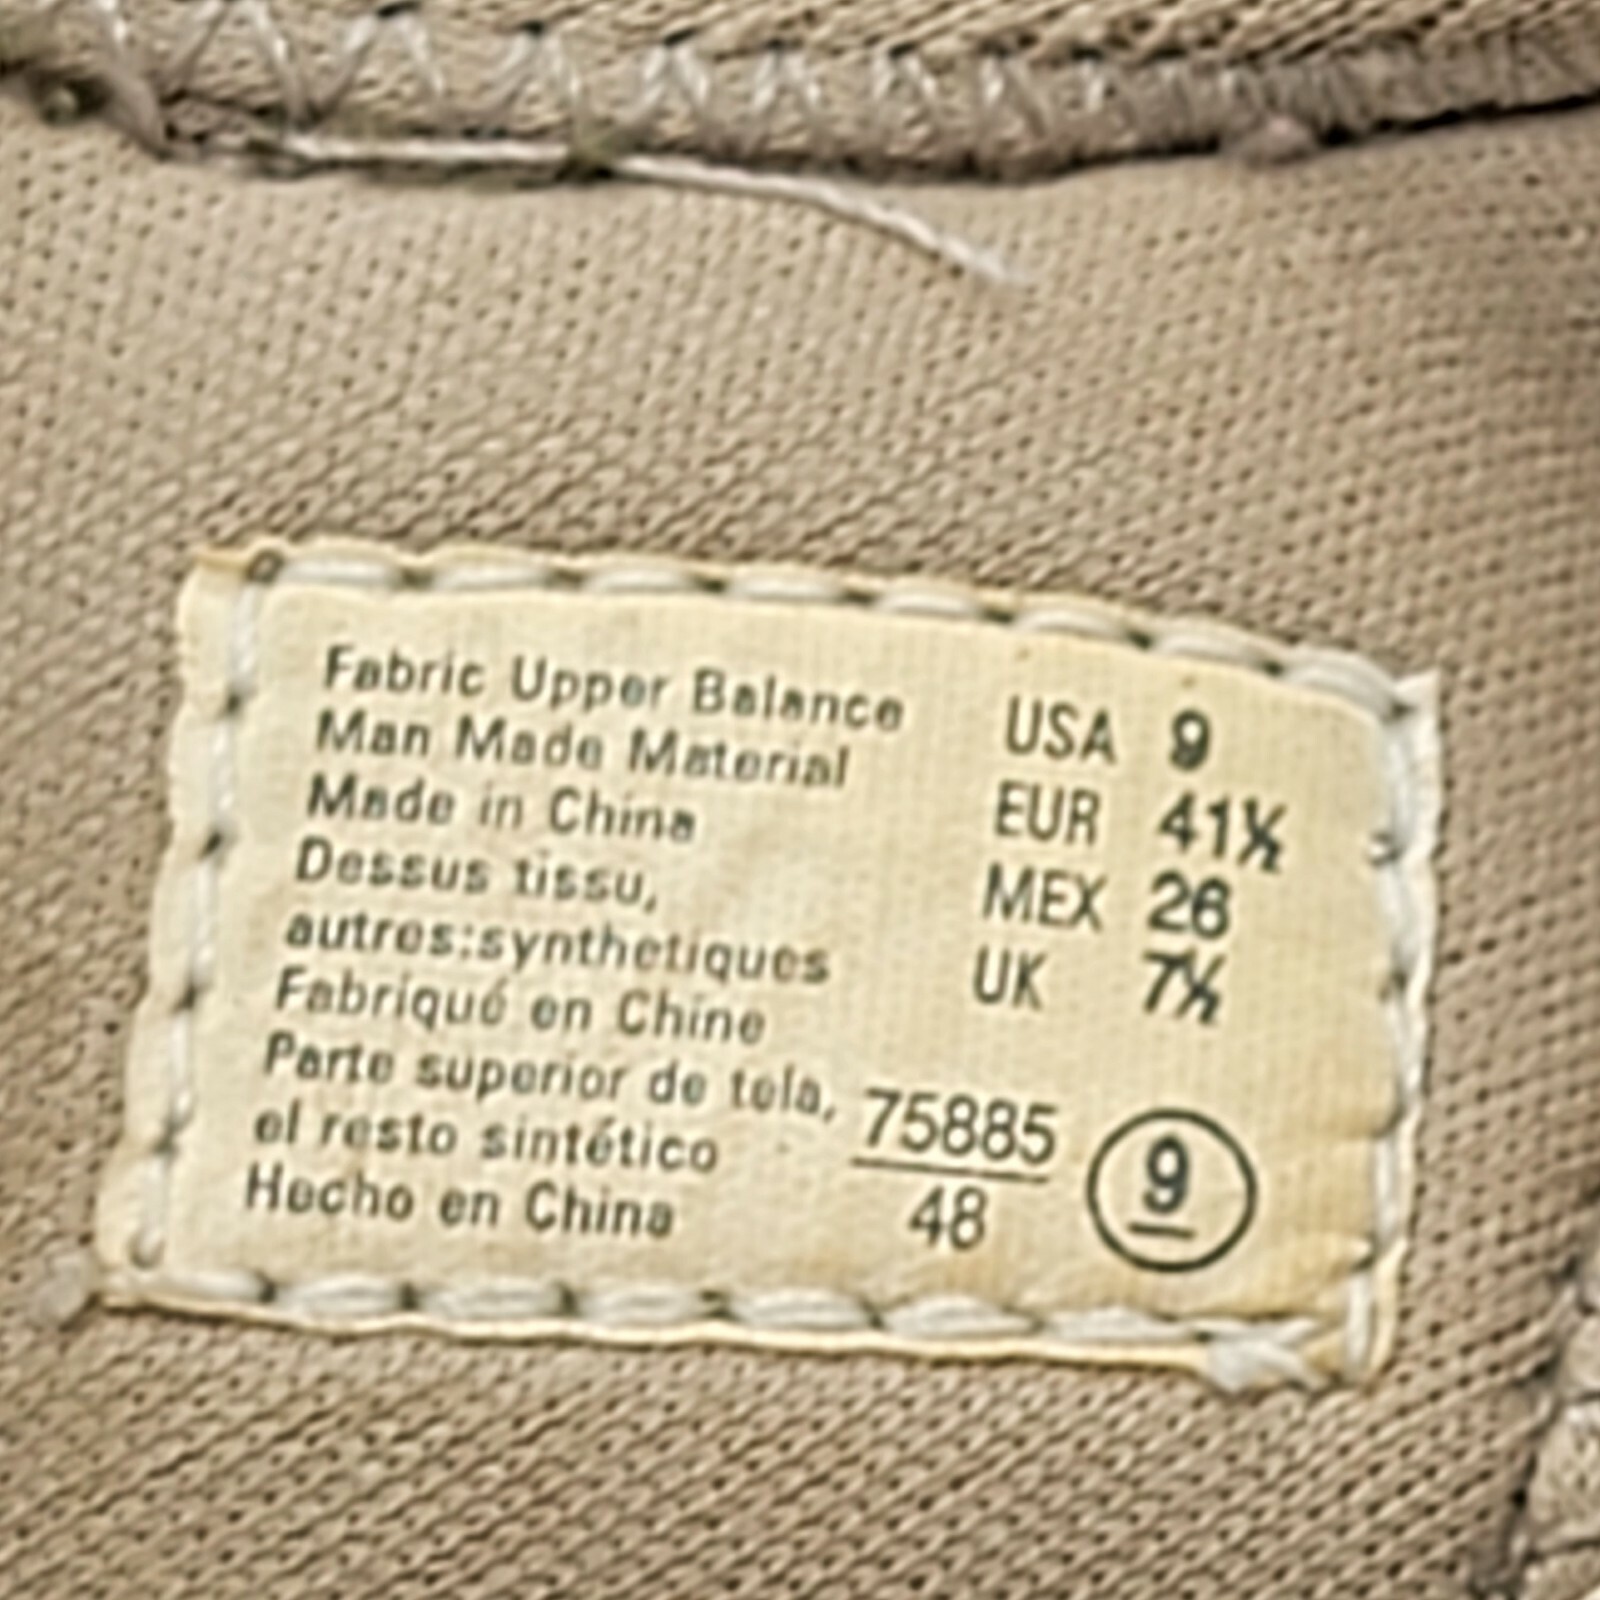 Fabric Upper Balance
Man Made Material
Made in China
Dessus tissu,
autres:synthetiques
Fabriqué en Chine
Parte superior de tela,
el resto sintético
Hecho en China
USA 9
EUR 41½
MEX 26
UK 7½
75885
48
9